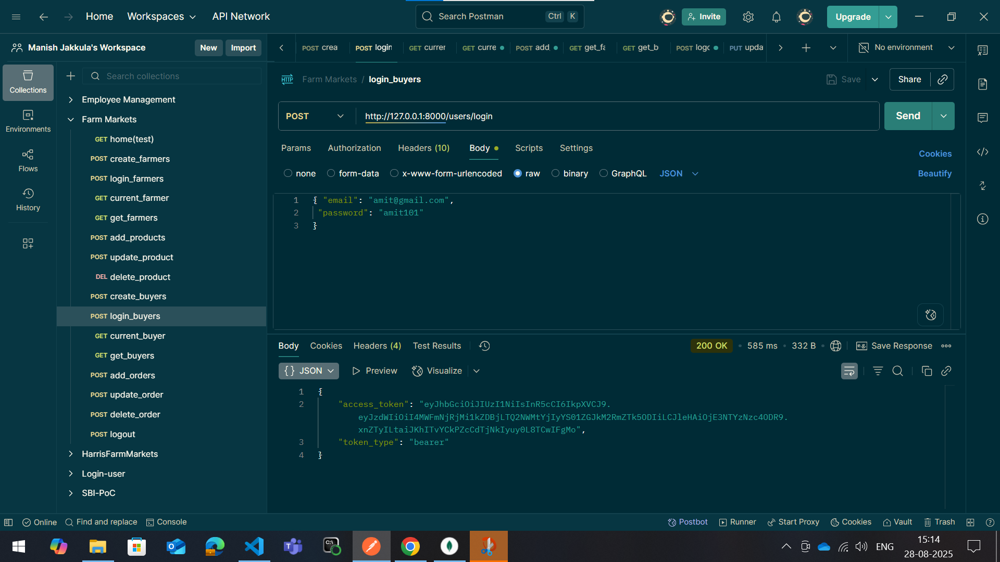 Home
Workspaces
API Network
Search Postman
Ctrl K
Invite
Upgrade
Manish Jakkula's Workspace
New
Import
POST crea
POST login
GET currer
GET curre
POST add_
GET get_fa
GET get_b
POST logo
PUT upda
No environment
Collections
Environments
Flows
History
Search collections
Employee Management
Farm Markets
GET home(test)
POST create_farmers
POST login_farmers
GET current_farmer
GET get_farmers
POST add_products
POST update_product
DEL delete_product
POST create_buyers
POST login_buyers
GET current_buyer
GET get_buyers
POST add_orders
POST update_order
POST delete_order
POST logout
HarrisFarmMarkets
Login-user
SBI-PoC
HTTP Farm Markets / login_buyers
Save
Share
POST
http://127.0.0.1:8000/users/login
Send
Params
Authorization
Headers (10)
Body
Scripts
Settings
Cookies
none
form-data
x-www-form-urlencoded
raw
binary
GraphQL
JSON
Beautify
1 { "email": "amit@gmail.com",
2 "password": "amit101"
3 }
Body
Cookies
Headers (4)
Test Results
200 OK
585 ms
332 B
e.g. Save Response
{} JSON
Preview
Visualize
1 {
2 "access_token": "eyJhbGciOiJIUzI1NiIsInR5cCI6IkpXVCJ9.
eyJzdWIiOiI4MWFmNjRjMi1kZDBjLTQ2NWMtYjIyYS01ZGJkM2RmZTk5ODIiLCJleHAiOjE3NTYzNzc4ODR9.
xnZTyILtaiJKhITvYCkPZcCdTjNkIyuy0L8TCwIFgMo",
3 "token_type": "bearer"
4 }
Online
Find and replace
Console
Postbot
Runner
Start Proxy
Cookies
Vault
Trash
ENG
15:14
28-08-2025